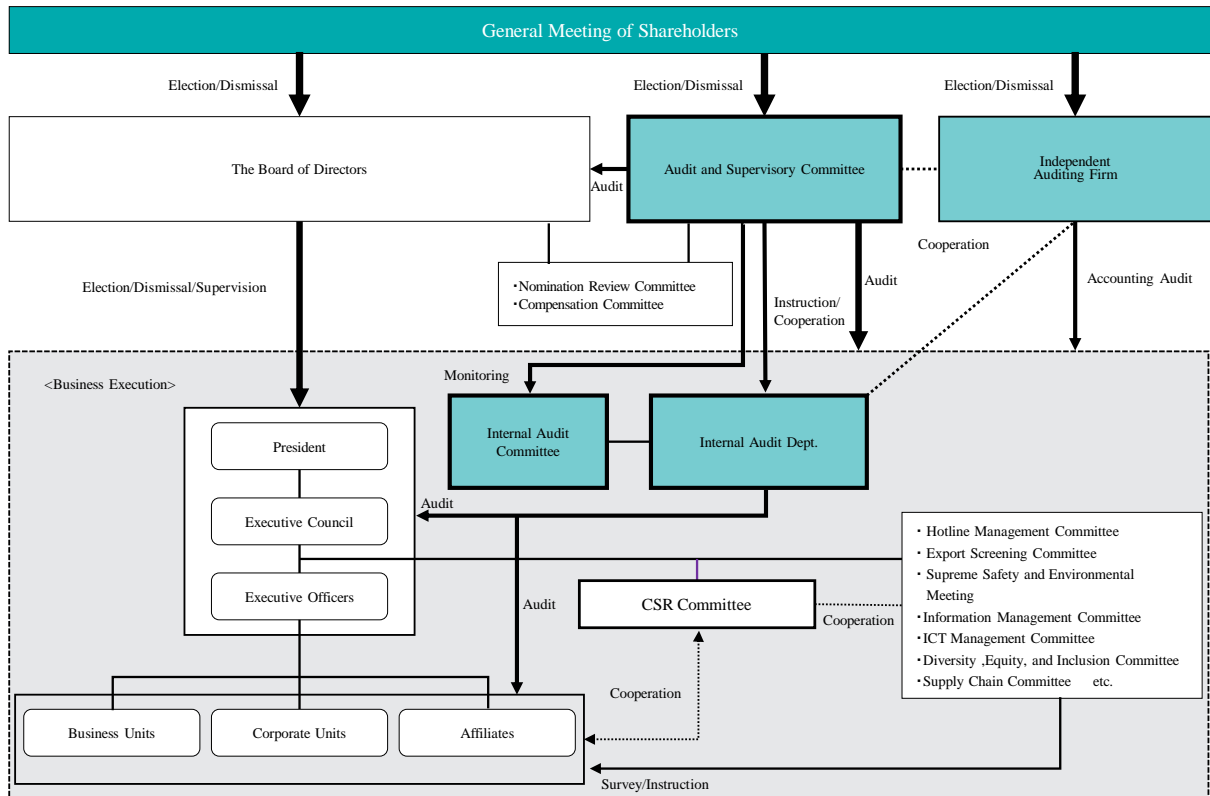 General Meeting of Shareholders
Election/Dismissal
Election/Dismissal
Election/Dismissal
The Board of Directors
Audit
Audit and Supervisory Committee
Independent
Auditing Firm
Cooperation
Election/Dismissal/Supervision
・Nomination Review Committee
・Compensation Committee
Instruction/
Cooperation
Audit
Accounting Audit
<Business Execution>
Monitoring
Internal Audit
Committee
Internal Audit Dept.
President
Executive Council
Executive Officers
Audit
Audit
CSR Committee
Cooperation
・Hotline Management Committee
・Export Screening Committee
・Supreme Safety and Environmental
Meeting
・Information Management Committee
・ICT Management Committee
・Diversity ,Equity, and Inclusion Committee
・Supply Chain Committee etc.
Cooperation
Business Units
Corporate Units
Affiliates
Survey/Instruction